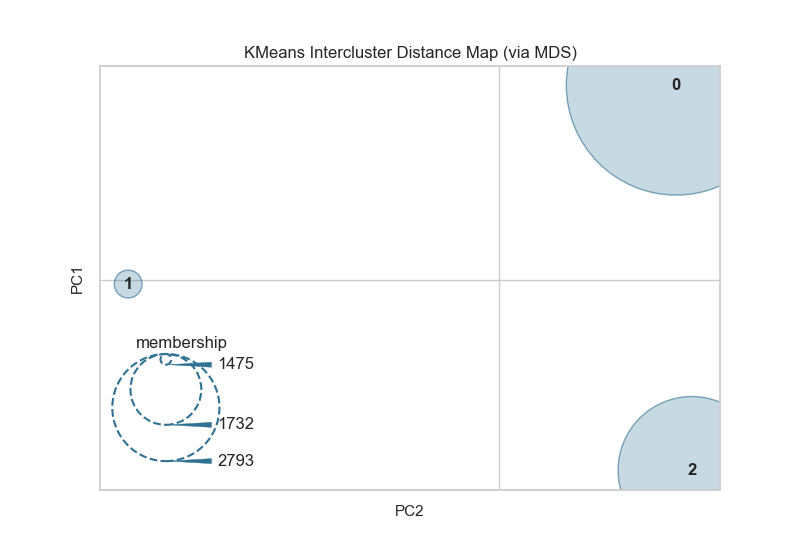 KMeans Intercluster Distance Map (via MDS)
0
1
PC1
membership
1475
1732
2793
2
PC2